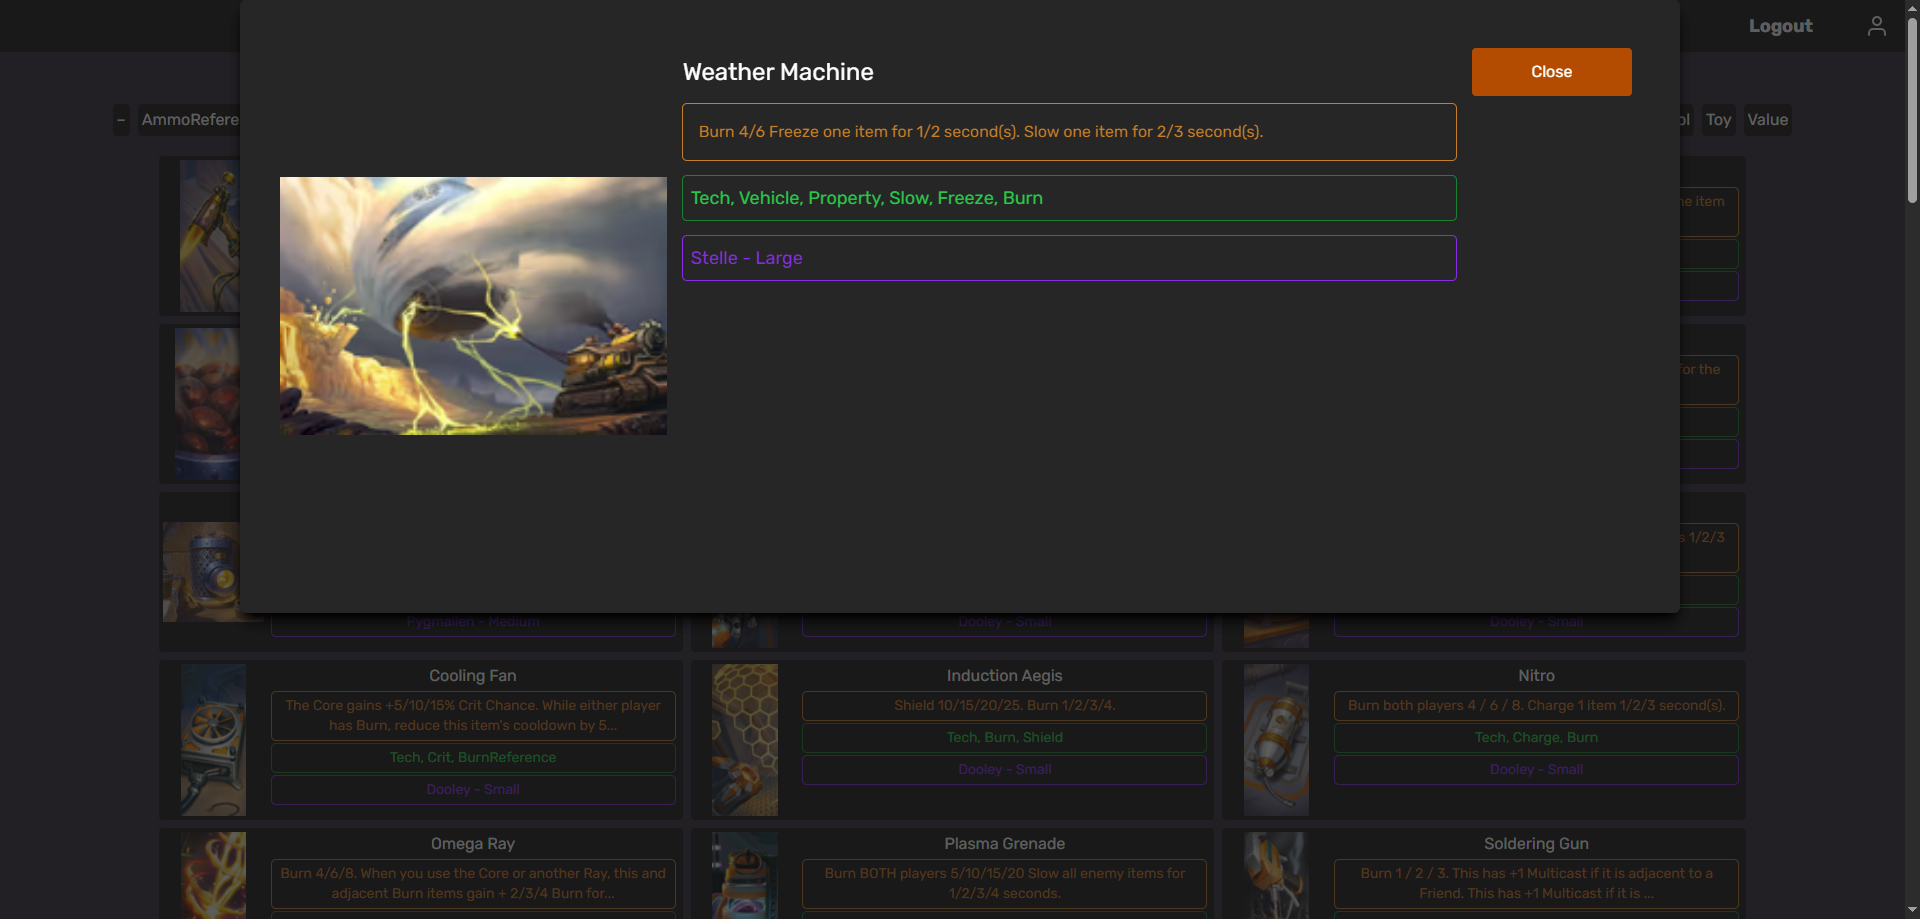 Logout
Weather Machine
Close
Burn 4/6 Freeze one item for 1/2 second(s). Slow one item for 2/3 second(s).
Tech, Vehicle, Property, Slow, Freeze, Burn
Stelle - Large
-
AmmoRefere
ol
Toy
Value
ne item
for the
s 1/2/3
Pygmalien - Medium
Dooley - Small
Dooley - Small
Cooling Fan
The Core gains +5/10/15% Crit Chance. While either player
has Burn, reduce this item's cooldown by 5...
Tech, Crit, BurnReference
Dooley - Small
Induction Aegis
Shield 10/15/20/25. Burn 1/2/3/4.
Tech, Burn, Shield
Dooley - Small
Nitro
Burn both players 4 / 6 / 8. Charge 1 item 1/2/3 second(s).
Tech, Charge, Burn
Dooley - Small
Omega Ray
Burn 4/6/8. When you use the Core or another Ray, this and
adjacent Burn items gain + 2/3/4 Burn for...
Plasma Grenade
Burn BOTH players 5/10/15/20 Slow all enemy items for
1/2/3/4 seconds.
Soldering Gun
Burn 1 / 2 / 3. This has +1 Multicast if it is adjacent to a
Friend. This has +1 Multicast if it is ...